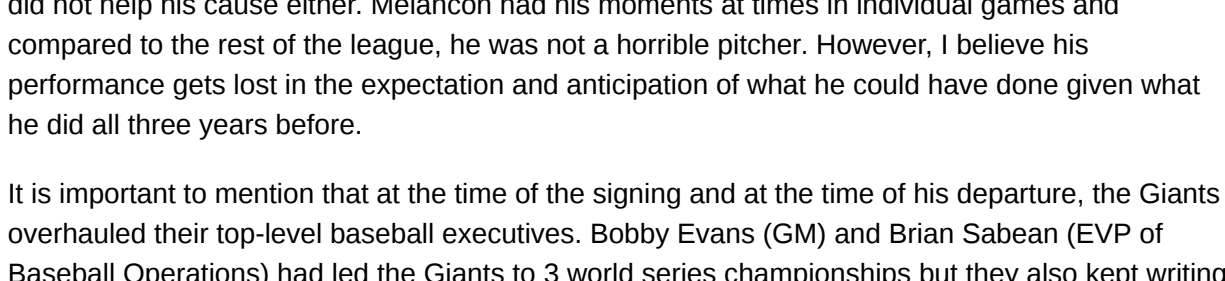 did not help his cause either. Melancon had his moments at times in individual games and
compared to the rest of the league, he was not a horrible pitcher. However, I believe his
performance gets lost in the expectation and anticipation of what he could have done given what
he did all three years before.
It is important to mention that at the time of the signing and at the time of his departure, the Giants
overhauled their top-level baseball executives. Bobby Evans (GM) and Brian Sabean (EVP of
Baseball Operations) had led the Giants to 3 world series championships but they also kept writing